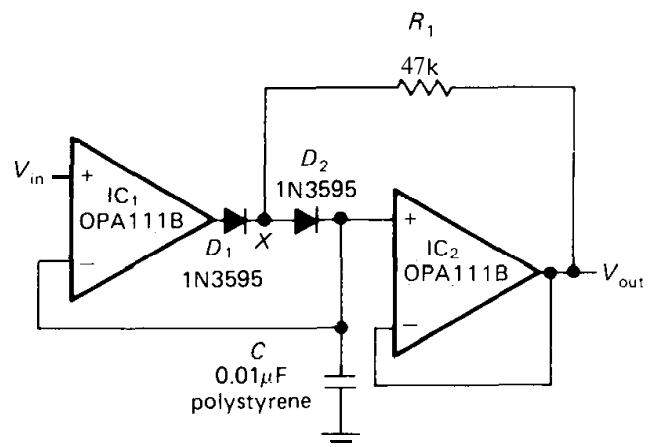 R1
47k
D2
1N3595
Vin
+
IC1
OPA111B
−
D1
X
1N3595
+
IC2
OPA111B
−
Vout
C
0.01μF
polystyrene